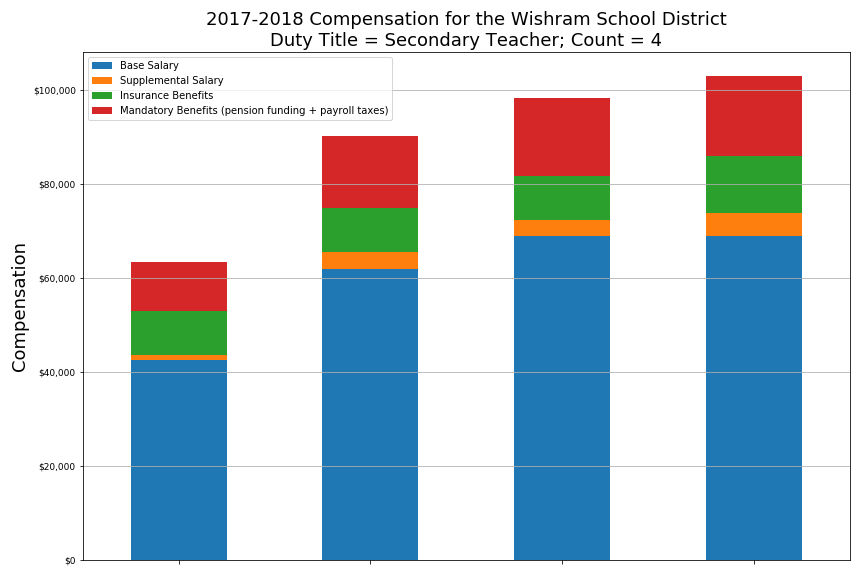 2017-2018 Compensation for the Wishram School District
Duty Title = Secondary Teacher; Count = 4
Base Salary
Supplemental Salary
Insurance Benefits
Mandatory Benefits (pension funding + payroll taxes)
$100,000
$80,000
$60,000
$40,000
$20,000
$0
Compensation